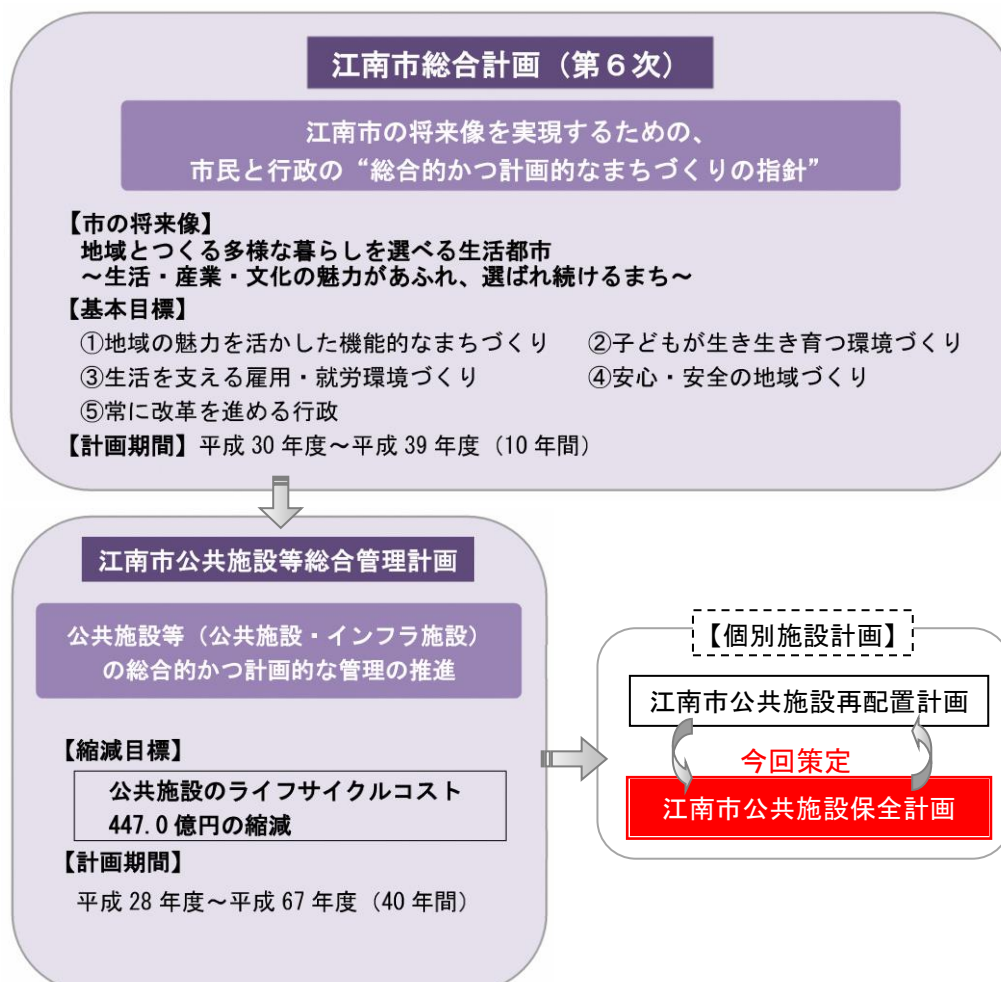 江南市総合計画（第６次）
江南市の将来像を実現するための、
市民と行政の“総合的かつ計画的なまちづくりの指針”
【市の将来像】
地域とつくる多様な暮らしを選べる生活都市
～生活・産業・文化の魅力があふれ、選ばれ続けるまち～
【基本目標】
①地域の魅力を活かした機能的なまちづくり　②子どもが生き生き育つ環境づくり
③生活を支える雇用・就労環境づくり　④安心・安全の地域づくり
⑤常に改革を進める行政
【計画期間】平成 30 年度～平成 39 年度（10 年間）
江南市公共施設等総合管理計画
公共施設等（公共施設・インフラ施設）
の総合的かつ計画的な管理の推進
【縮減目標】
公共施設のライフサイクルコスト
447.0 億円の縮減
【計画期間】
平成 28 年度～平成 67 年度（40 年間）
【個別施設計画】
江南市公共施設再配置計画
今回策定
江南市公共施設保全計画